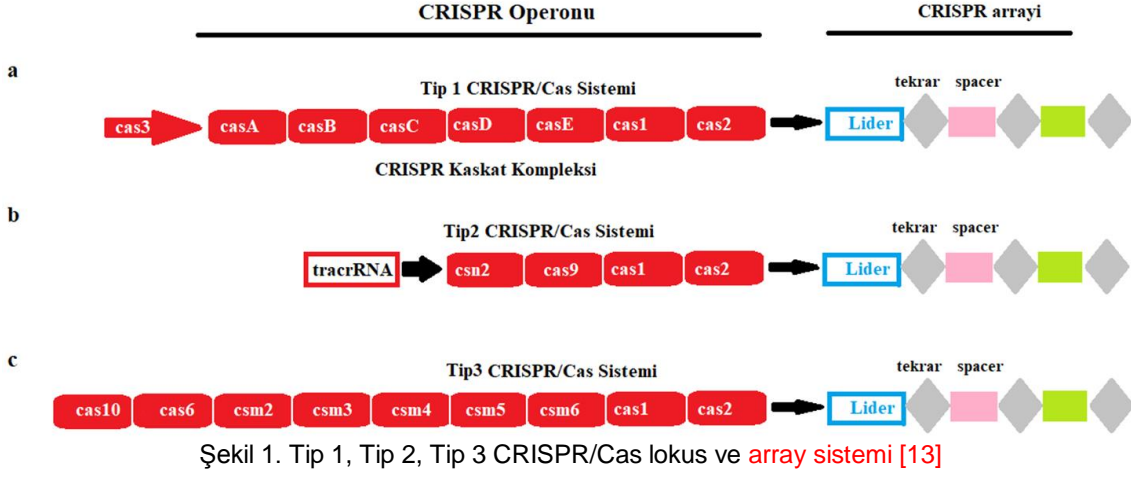 CRISPR Operonu CRISPR arrayi
a
Tip 1 CRISPR/Cas Sistemi tekrar spacer
cas3 casA casB casC casD casE cas1 cas2 Lider
CRISPR Kaskat Kompleksi
b
Tip2 CRISPR/Cas Sistemi tekrar spacer
tracrRNA csn2 cas9 cas1 cas2 Lider
c
Tip3 CRISPR/Cas Sistemi tekrar spacer
cas10 cas6 csm2 csm3 csm4 csm5 csm6 cas1 cas2 Lider
Şekil 1. Tip 1, Tip 2, Tip 3 CRISPR/Cas lokus ve array sistemi [13]